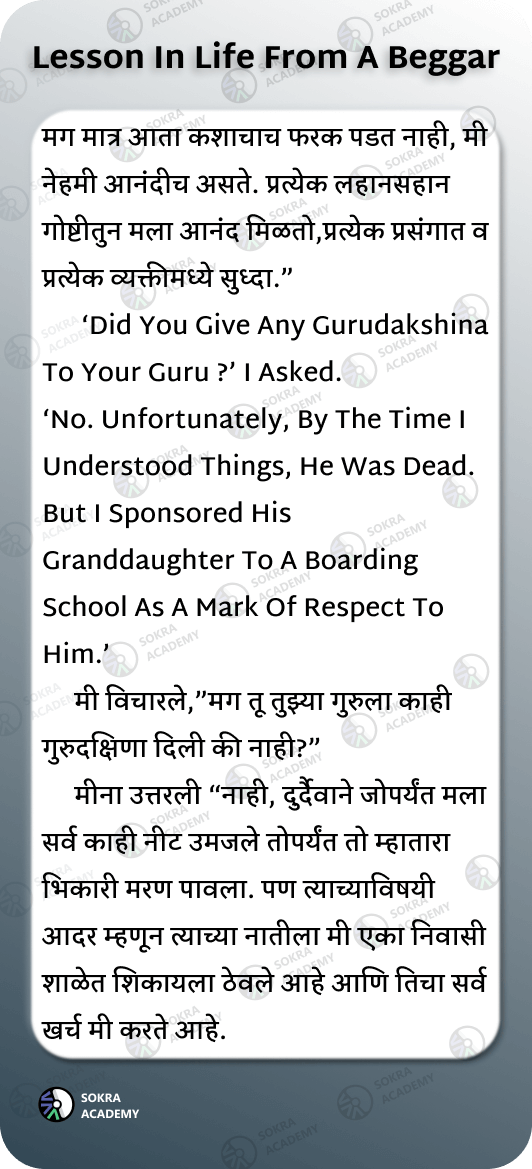 Lesson In Life From A Beggar
मग मात्र आता कशाचाच फरक पडत नाही, मी
नेहमी आनंदीच असते. प्रत्येक लहानसहान
गोष्टीतुन मला आनंद मिळतो,प्रत्येक प्रसंगात व
प्रत्येक व्यक्तीमध्ये सुध्दा.”
‘Did You Give Any Gurudakshina
To Your Guru ?’ I Asked.
‘No. Unfortunately, By The Time I
Understood Things, He Was Dead.
But I Sponsored His
Granddaughter To A Boarding
School As A Mark Of Respect To
Him.’
मी विचारले,”मग तू तुझ्या गुरुला काही
गुरुदक्षिणा दिली की नाही?”
मीना उत्तरली “नाही, दुर्दैवाने जोपर्यंत मला
सर्व काही नीट उमजले तोपर्यंत तो म्हातारा
भिकारी मरण पावला. पण त्याच्याविषयी
आदर म्हणून त्याच्या नातीला मी एका निवासी
शाळेत शिकायला ठेवले आहे आणि तिचा सर्व
खर्च मी करते आहे.
SOKRA
ACADEMY